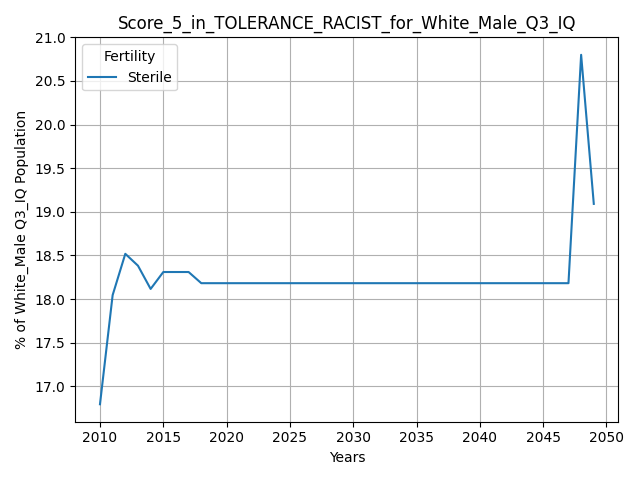 Score_5_in_TOLERANCE_RACIST_for_White_Male_Q3_IQ
Fertility
Sterile
% of White_Male Q3_IQ Population
21.0
20.5
20.0
19.5
19.0
18.5
18.0
17.5
17.0
2010 2015 2020 2025 2030 2035 2040 2045 2050
Years